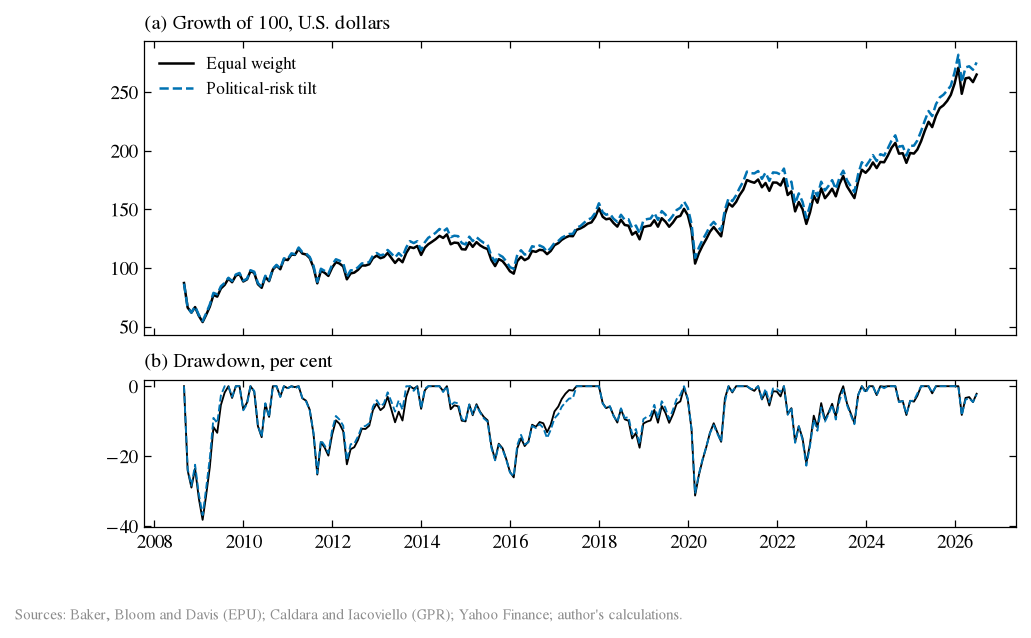 (a) Growth of 100, U.S. dollars
Equal weight
Political-risk tilt
250
200
150
100
50
(b) Drawdown, per cent
0
−20
−40
2008 2010 2012 2014 2016 2018 2020 2022 2024 2026
Sources: Baker, Bloom and Davis (EPU); Caldara and Iacoviello (GPR); Yahoo Finance; author's calculations.